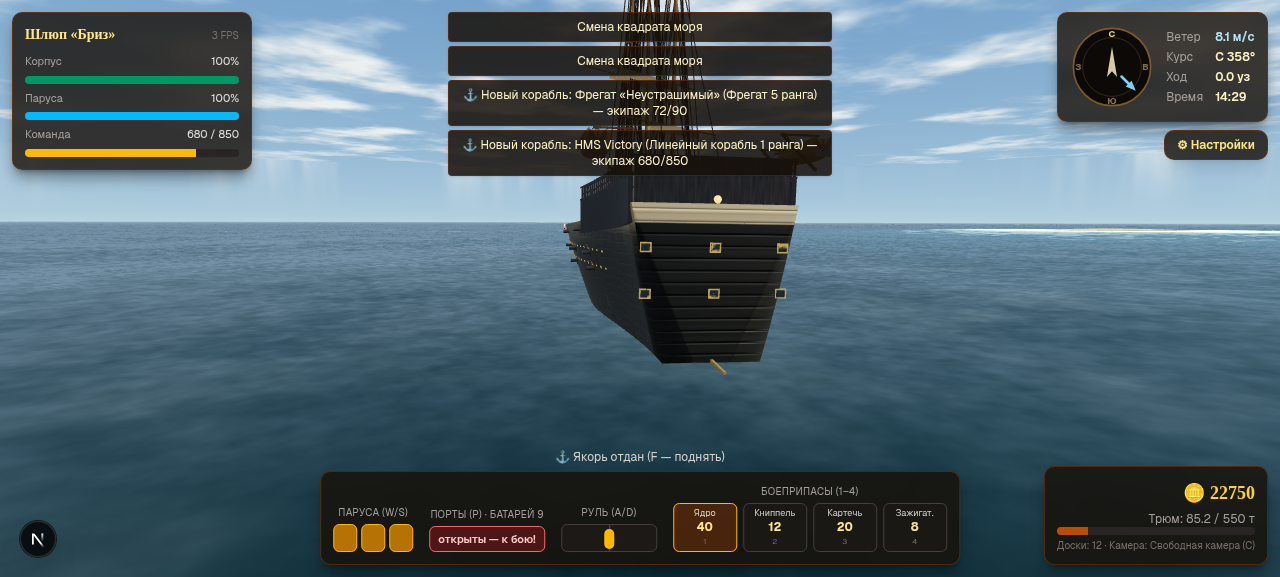 Шлюп «Бриз»
3 FPS
Корпус 100%
Паруса 100%
Команда 680 / 850
Смена квадрата моря
Смена квадрата моря
⚓ Новый корабль: Фрегат «Неустрашимый» (Фрегат 5 ранга)
— экипаж 72/90
⚓ Новый корабль: HMS Victory (Линейный корабль 1 ранга) —
экипаж 680/850
С
З
В
Ю
Ветер 8.1 м/с
Курс С 358°
Ход 0.0 уз
Время 14:29
⚙ Настройки
⚓ Якорь отдан (F — поднять)
ПАРУСА (W/S)
ПОРТЫ (P) · БАТАРЕЙ 9
открыты — к бою!
РУЛЬ (A/D)
БОЕПРИПАСЫ (1–4)
Ядро
40
1
Книппель
12
2
Картечь
20
3
Зажигат.
8
4
🪙 22750
Трюм: 85.2 / 550 т
Доски: 12 · Камера: Свободная камера (C)
N